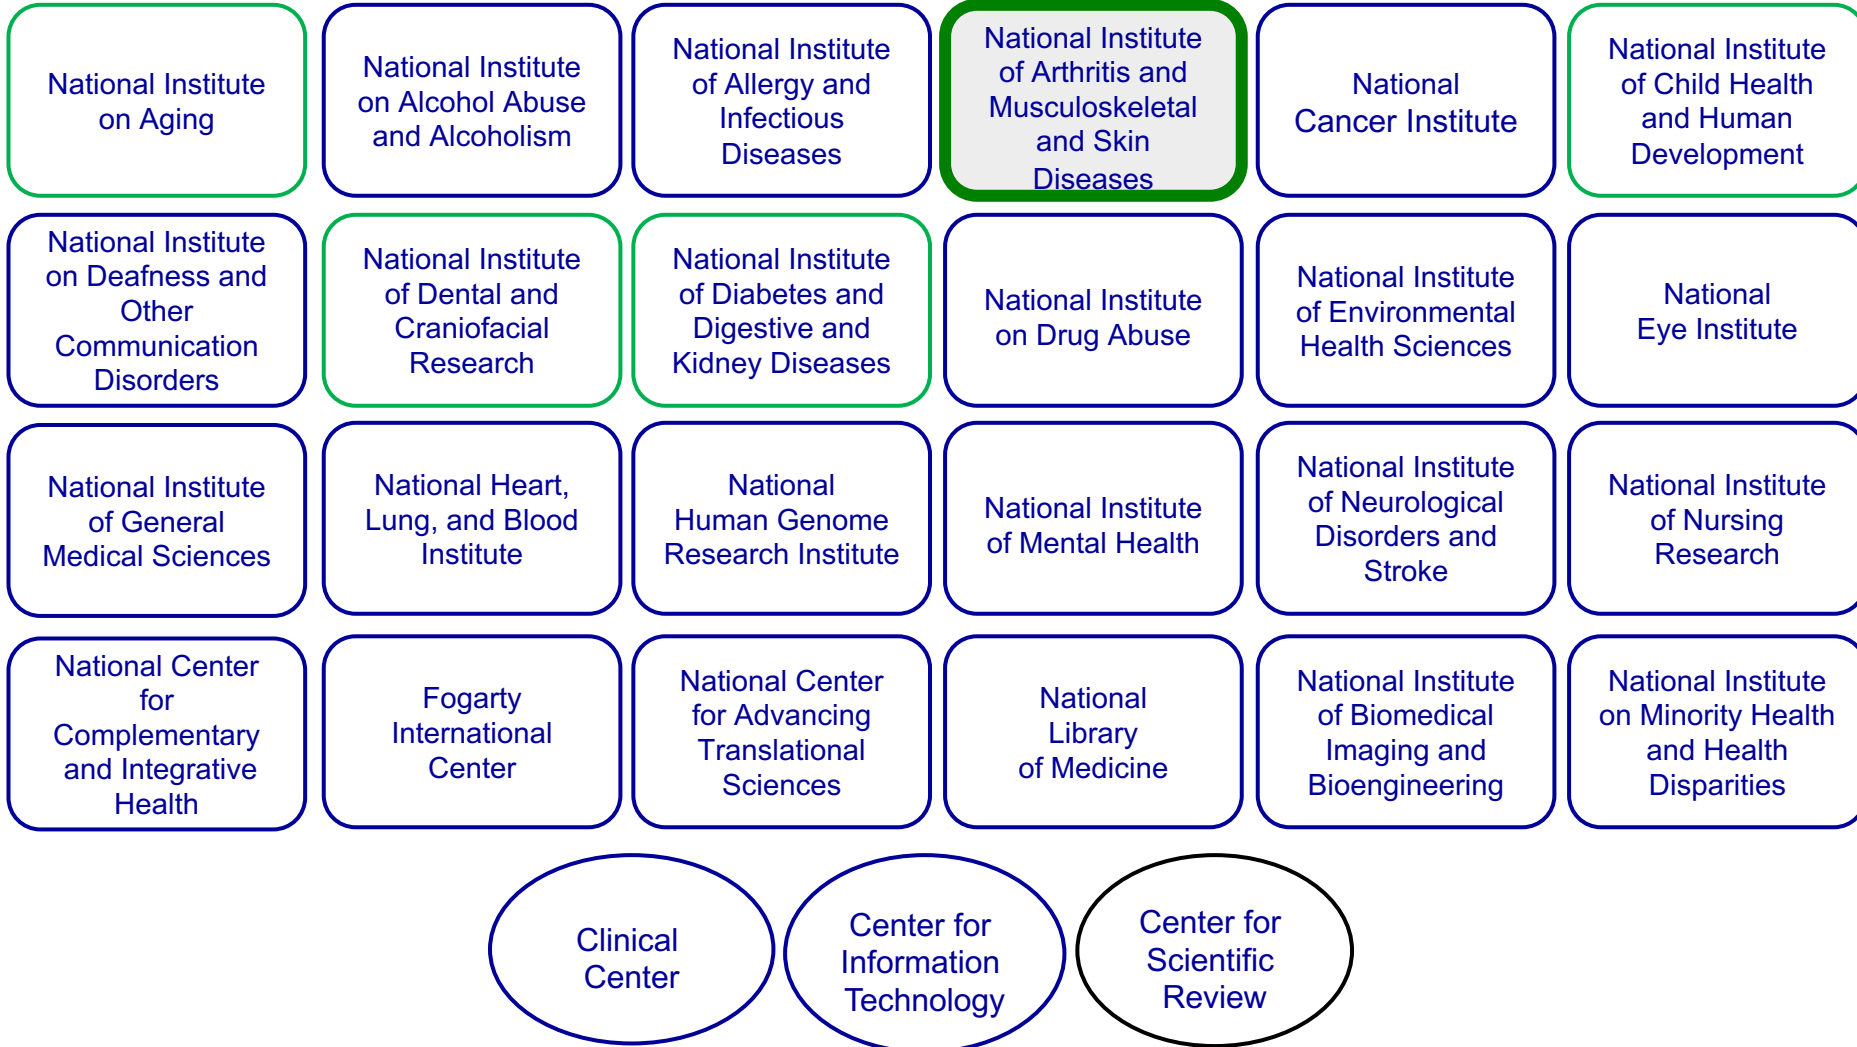 National Institute
on Aging
National Institute
on Alcohol Abuse
and Alcoholism
National Institute
of Allergy and
Infectious
Diseases
National Institute
of Arthritis and
Musculoskeletal
and Skin
Diseases
National
Cancer Institute
National Institute
of Child Health
and Human
Development
National Institute
on Deafness and
Other
Communication
Disorders
National Institute
of Dental and
Craniofacial
Research
National Institute
of Diabetes and
Digestive and
Kidney Diseases
National Institute
on Drug Abuse
National Institute
of Environmental
Health Sciences
National
Eye Institute
National Institute
of General
Medical Sciences
National Heart,
Lung, and Blood
Institute
National
Human Genome
Research Institute
National Institute
of Mental Health
National Institute
of Neurological
Disorders and
Stroke
National Institute
of Nursing
Research
National Center
for
Complementary
and Integrative
Health
Fogarty
International
Center
National Center
for Advancing
Translational
Sciences
National
Library
of Medicine
National Institute
of Biomedical
Imaging and
Bioengineering
National Institute
on Minority Health
and Health
Disparities
Clinical
Center
Center for
Information
Technology
Center for
Scientific
Review